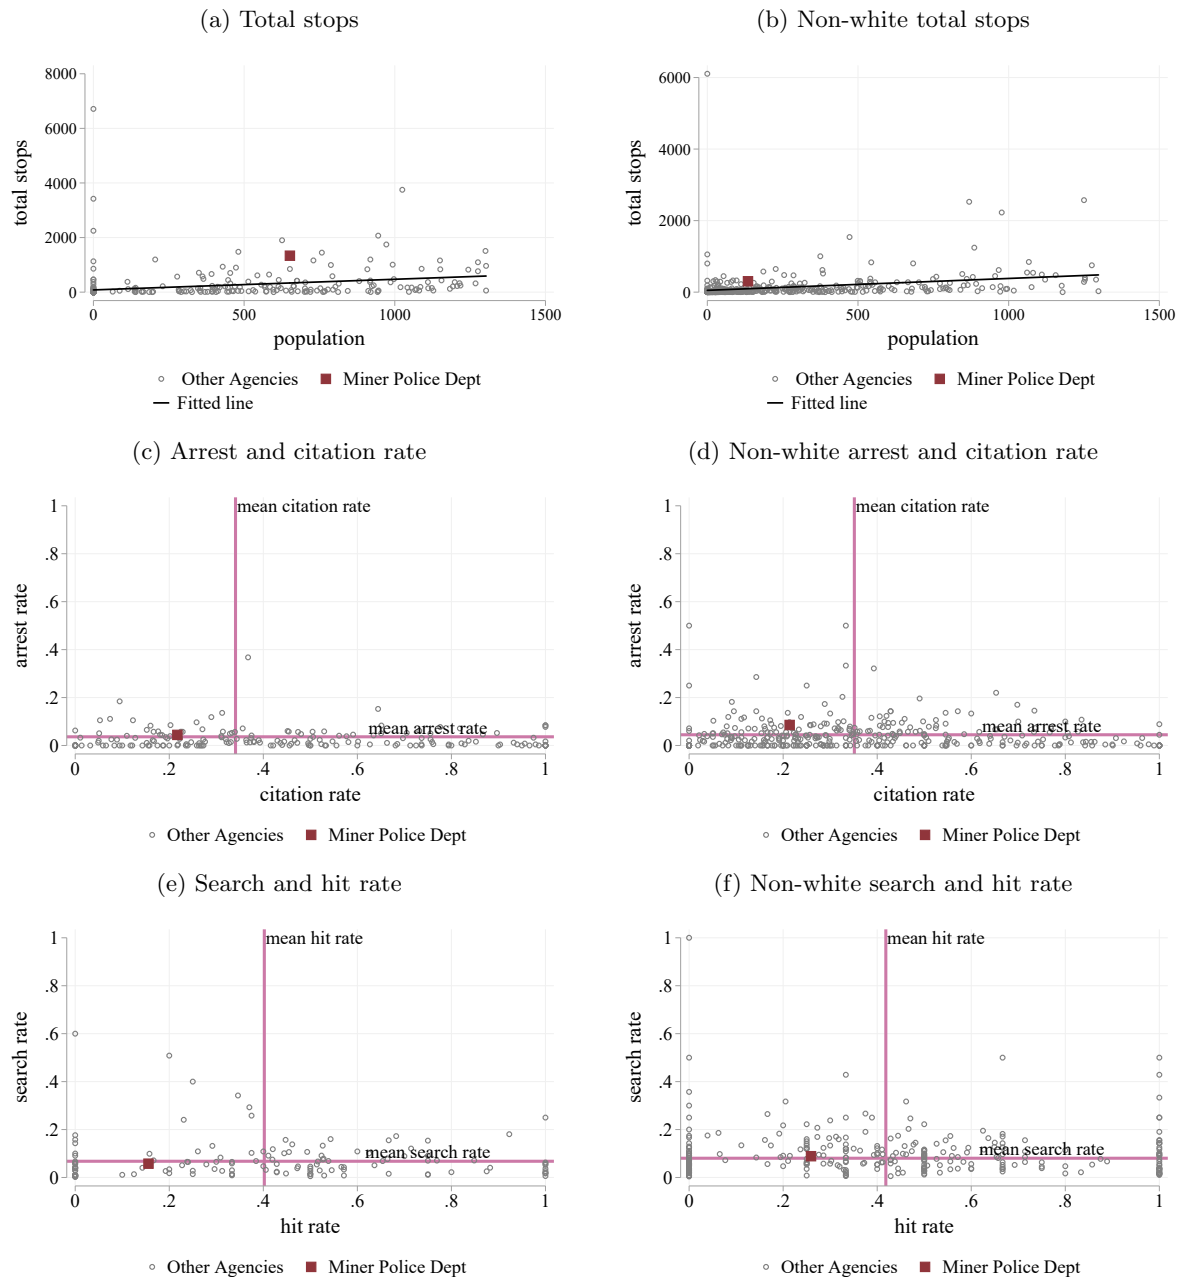 (a) Total stops
(b) Non-white total stops
total stops
8000
6000
4000
2000
0
0 500 1000 1500
population
Other Agencies Miner Police Dept
Fitted line
total stops
6000
4000
2000
0
0 500 1000 1500
population
Other Agencies Miner Police Dept
Fitted line
(c) Arrest and citation rate
(d) Non-white arrest and citation rate
arrest rate
1
.8
.6
.4
.2
0
mean citation rate
mean arrest rate
0 .2 .4 .6 .8 1
citation rate
Other Agencies Miner Police Dept
arrest rate
1
.8
.6
.4
.2
0
mean citation rate
mean arrest rate
0 .2 .4 .6 .8 1
citation rate
Other Agencies Miner Police Dept
(e) Search and hit rate
(f) Non-white search and hit rate
search rate
1
.8
.6
.4
.2
0
mean hit rate
mean search rate
0 .2 .4 .6 .8 1
hit rate
Other Agencies Miner Police Dept
search rate
1
.8
.6
.4
.2
0
mean hit rate
mean search rate
0 .2 .4 .6 .8 1
hit rate
Other Agencies Miner Police Dept